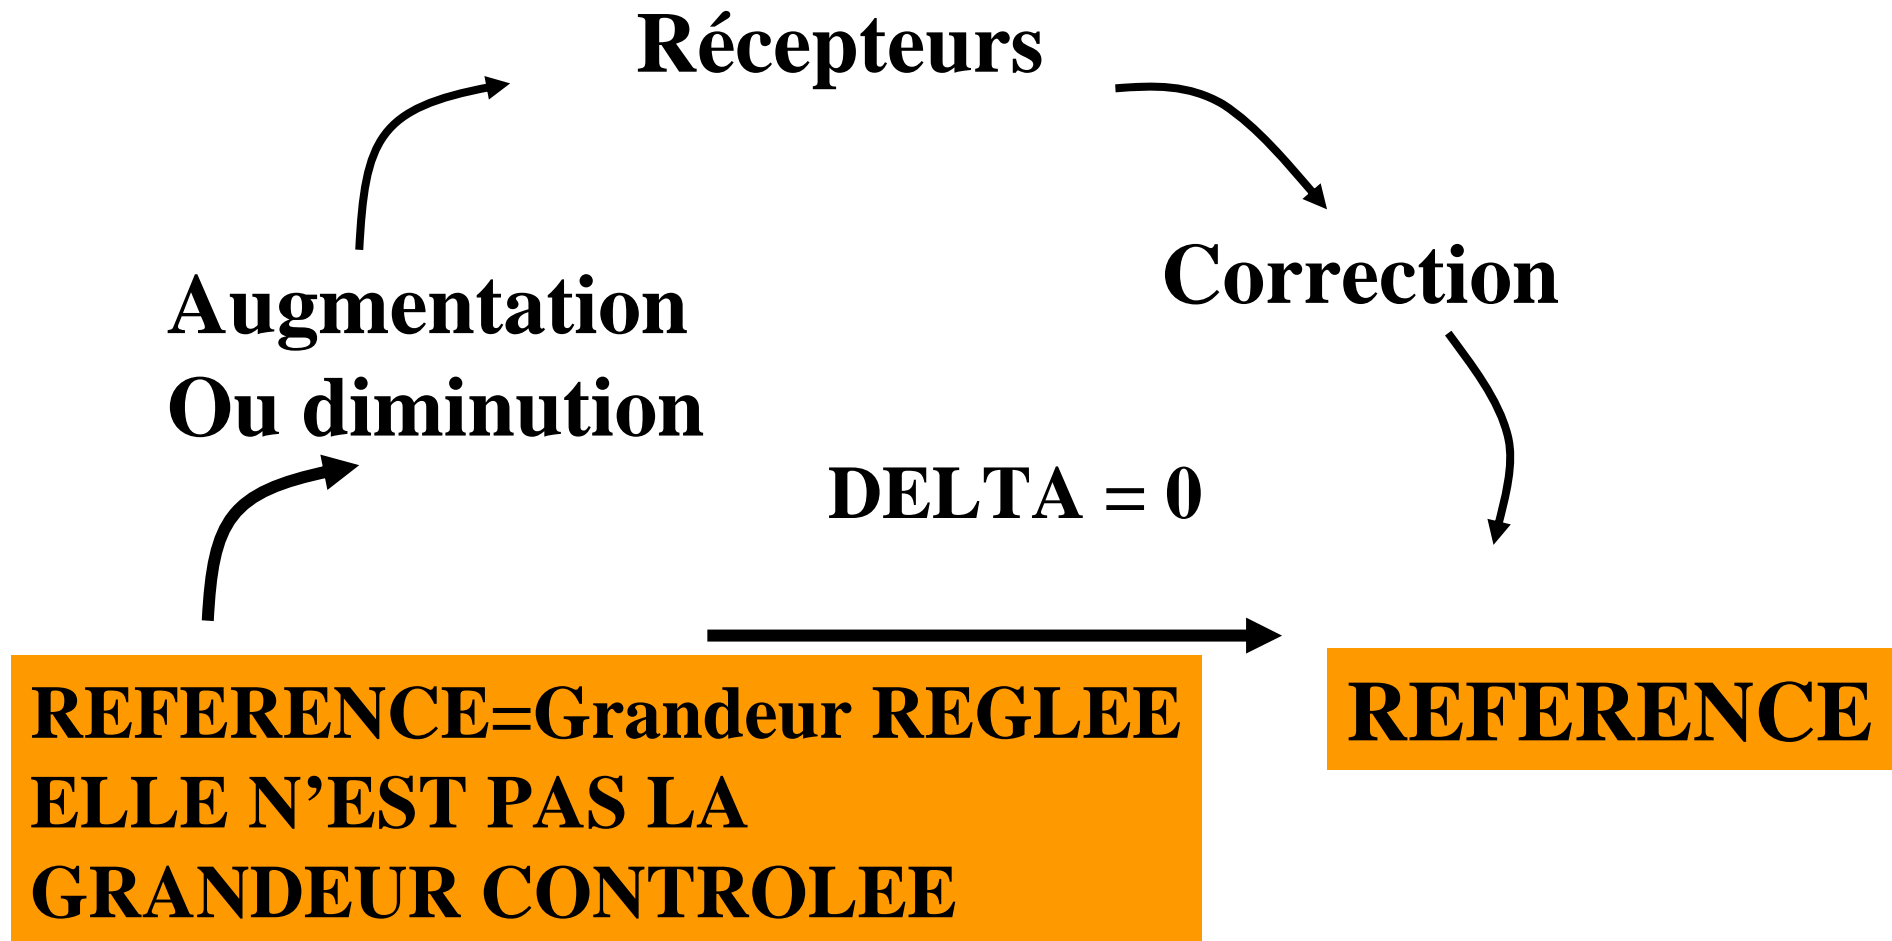 Récepteurs
Correction
Augmentation
Ou diminution
DELTA = 0
REFERENCE=Grandeur REGLEE
ELLE N’EST PAS LA
GRANDEUR CONTROLEE
REFERENCE